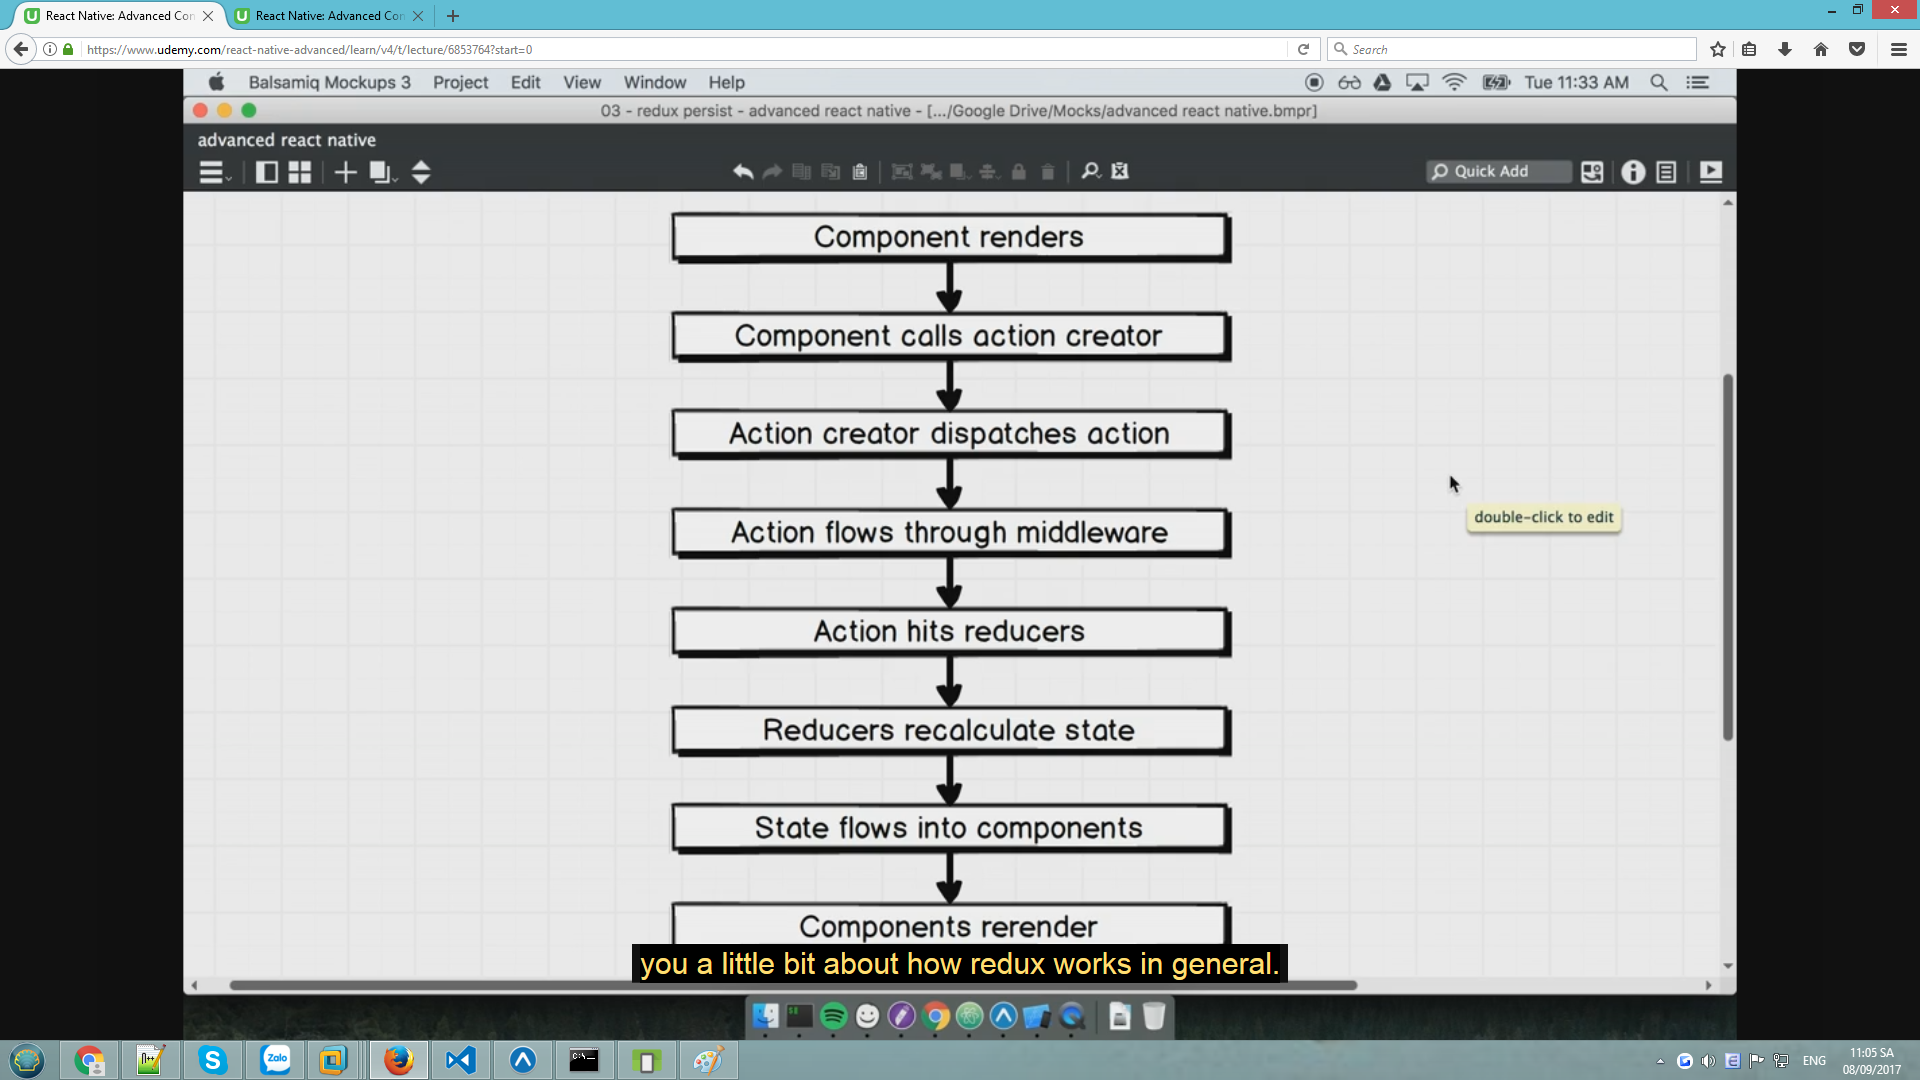 React Native: Advanced Con
React Native: Advanced Con
https://www.udemy.com/react-native-advanced/learn/v4/t/lecture/6853764?start=0
Search
Balsamiq Mockups 3 Project Edit View Window Help
Tue 11:33 AM
03 - redux persist - advanced react native - [.../Google Drive/Mocks/advanced react native.bmpr]
advanced react native
Quick Add
Component renders
Component calls action creator
Action creator dispatches action
double-click to edit
Action flows through middleware
Action hits reducers
Reducers recalculate state
State flows into components
Components rerender
you a little bit about how redux works in general.
Zalo
ENG
11:05 SA
08/09/2017